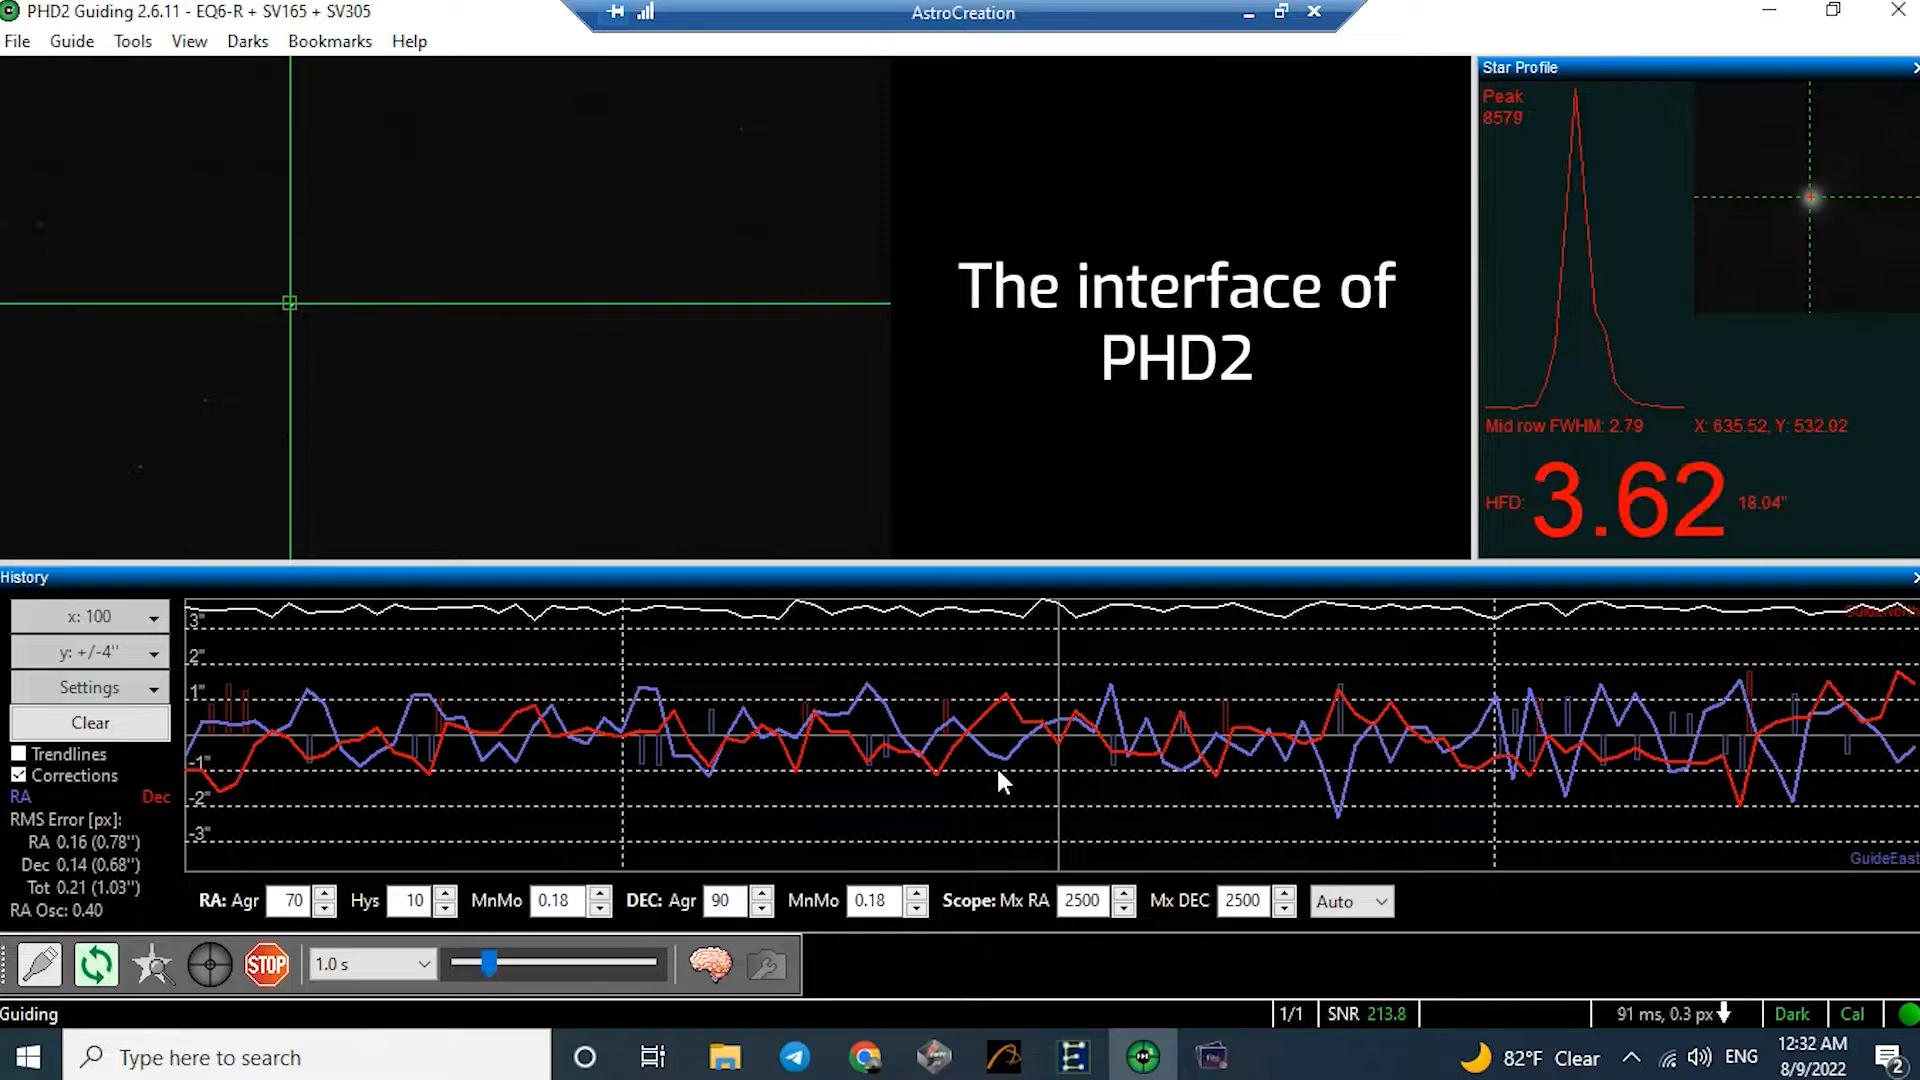 PHD2 Guiding 2.6.11 - EQ6-R + SV165 + SV305
AstroCreation
File Guide Tools View Darks Bookmarks Help
Star Profile
Peak
8579
The interface of
PHD2
Mid row FWHM: 2.79 X: 635.52, Y: 532.02
HFD: 3.62 18.04"
History
x: 100
y: +/-4"
Settings
Clear
Trendlines
Corrections
RA Dec
RMS Error [px]:
RA 0.16 (0.78")
Dec 0.14 (0.68")
Tot 0.21 (1.03")
RA Osc: 0.40
3"
2"
1"
-1"
-2"
-3"
GuideNorth
GuideEast
RA: Agr 70 Hys 10 MnMo 0.18 DEC: Agr 90 MnMo 0.18 Scope: Mx RA 2500 Mx DEC 2500 Auto
STOP 1.0 s
Guiding 1/1 SNR 213.8 91 ms, 0.3 px Dark Cal
Type here to search 82°F Clear ENG 12:32 AM
8/9/2022 2